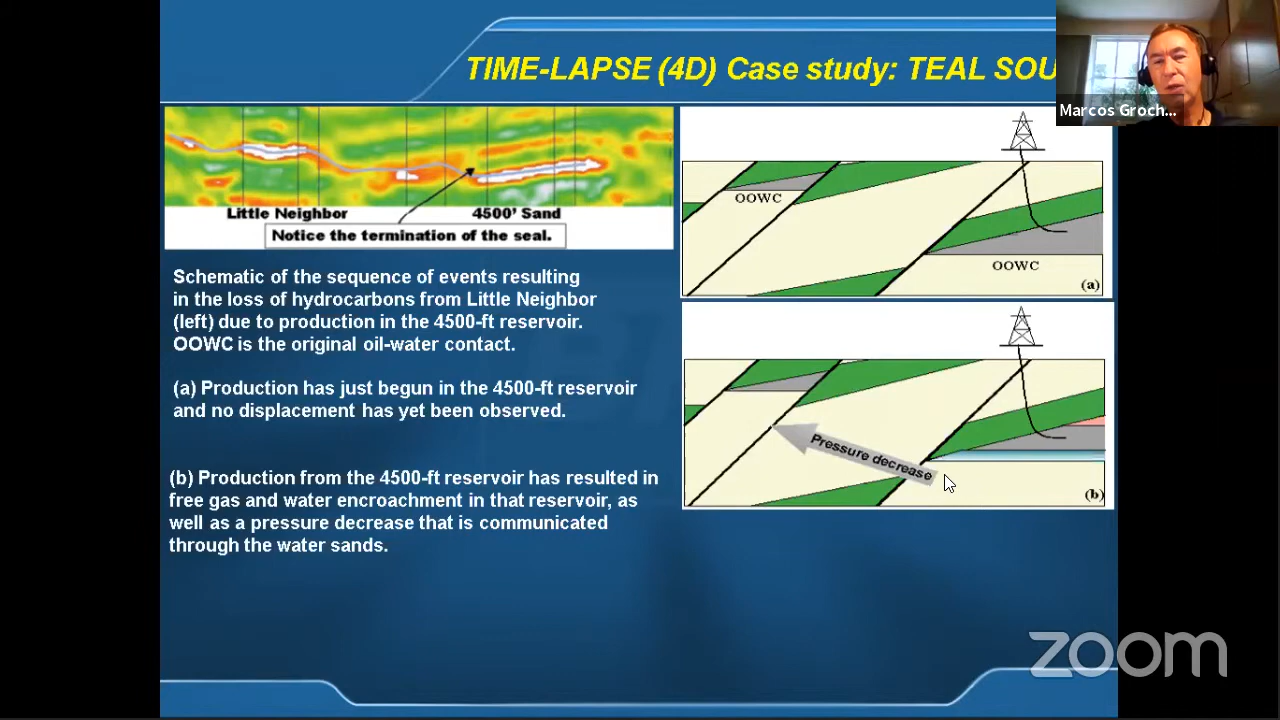 TIME-LAPSE (4D) Case study: TEAL SOU
Marcos Groch...
Little Neighbor 4500' Sand
Notice the termination of the seal.
Schematic of the sequence of events resulting
in the loss of hydrocarbons from Little Neighbor
(left) due to production in the 4500-ft reservoir.
OOWC is the original oil-water contact.
(a) Production has just begun in the 4500-ft reservoir
and no displacement has yet been observed.
(b) Production from the 4500-ft reservoir has resulted in
free gas and water encroachment in that reservoir, as
well as a pressure decrease that is communicated
through the water sands.
OOWC
OOWC
(a)
Pressure decrease
(b)
zoom